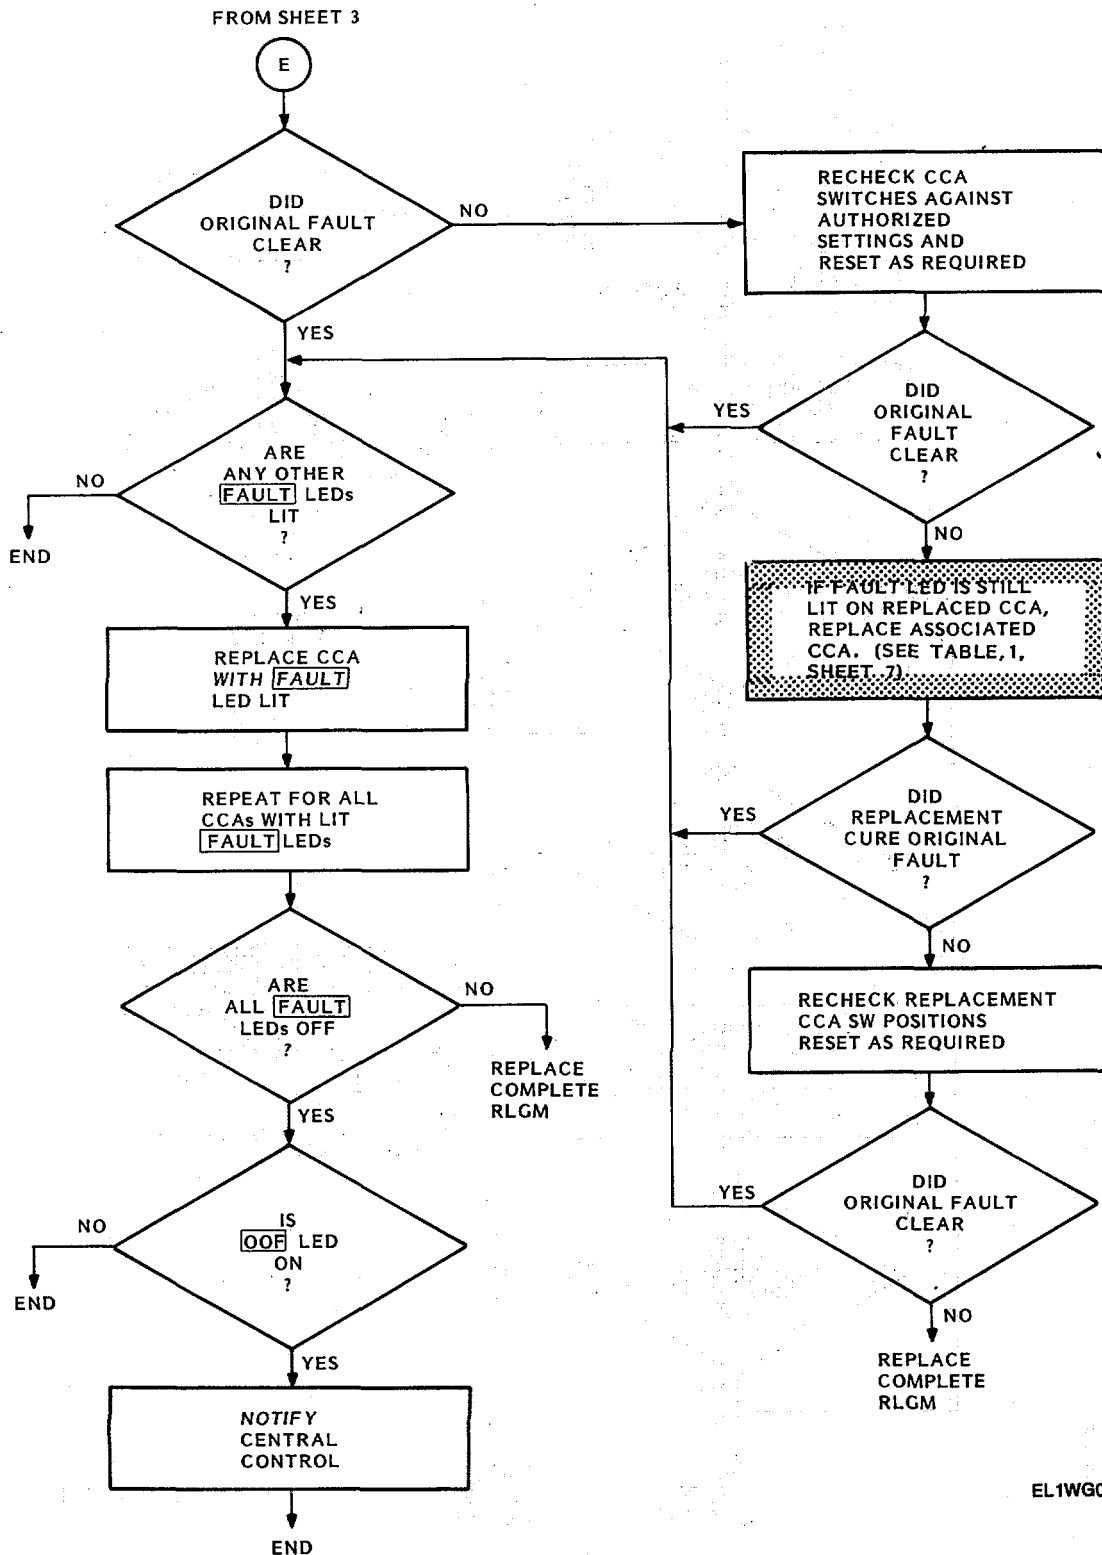 FROM SHEET 3
E
DID
ORIGINAL FAULT
CLEAR
?
NO
YES
RECHECK CCA
SWITCHES AGAINST
AUTHORIZED
SETTINGS AND
RESET AS REQUIRED
DID
ORIGINAL
FAULT
CLEAR
?
YES
NO
ARE
ANY OTHER
FAULT LEDs
LIT
?
NO
END
YES
IF FAULT LED IS STILL
LIT ON REPLACED CCA,
REPLACE ASSOCIATED
CCA. (SEE TABLE,1,
SHEET 7)
REPLACE CCA
WITH FAULT
LED LIT
REPEAT FOR ALL
CCAs WITH LIT
FAULT LEDs
DID
REPLACEMENT
CURE ORIGINAL
FAULT
?
YES
NO
ARE
ALL FAULT
LEDs OFF
?
NO
REPLACE
COMPLETE
RLGM
YES
RECHECK REPLACEMENT
CCA SW POSITIONS
RESET AS REQUIRED
DID
ORIGINAL FAULT
CLEAR
?
YES
NO
REPLACE
COMPLETE
RLGM
IS
OOF LED
ON
?
NO
END
YES
NOTIFY
CENTRAL
CONTROL
END
EL1WG0